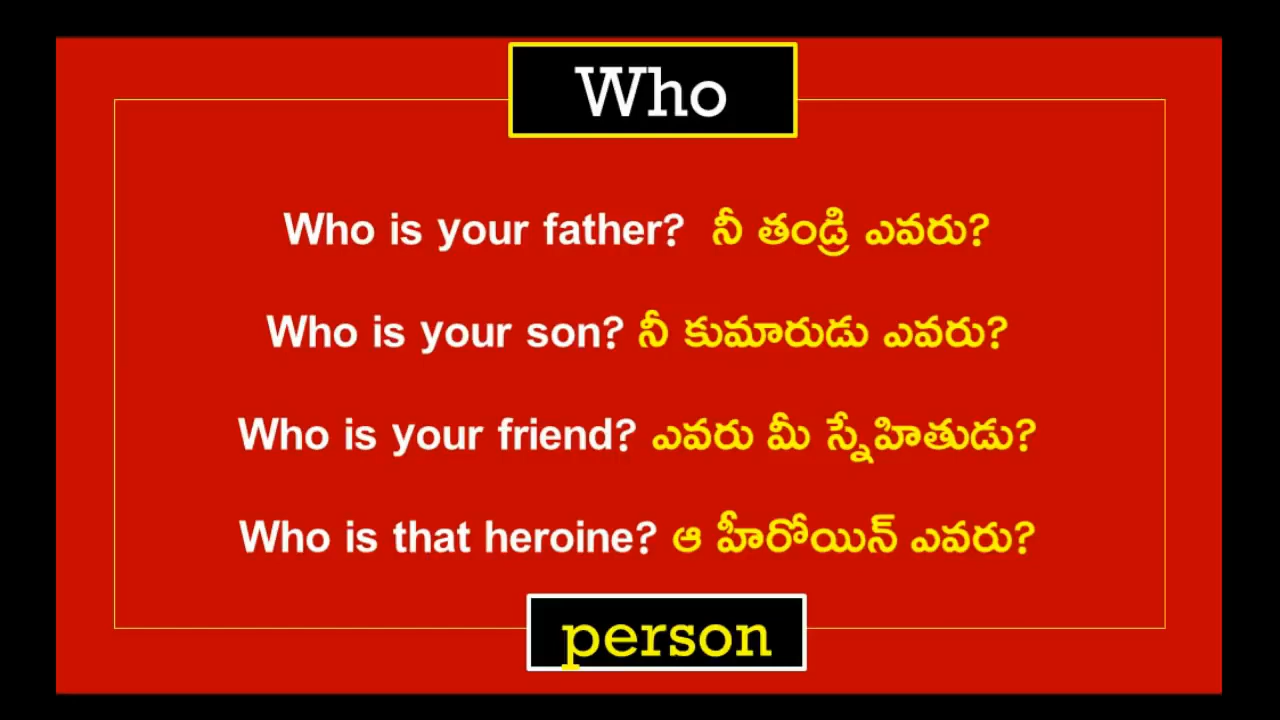 Who
Who is your father? నీ తండ్రి ఎవరు?
Who is your son? నీ కుమారుడు ఎవరు?
Who is your friend? ఎవరు మీ స్నేహితుడు?
Who is that heroine? ఆ హీరోయిన్ ఎవరు?
person